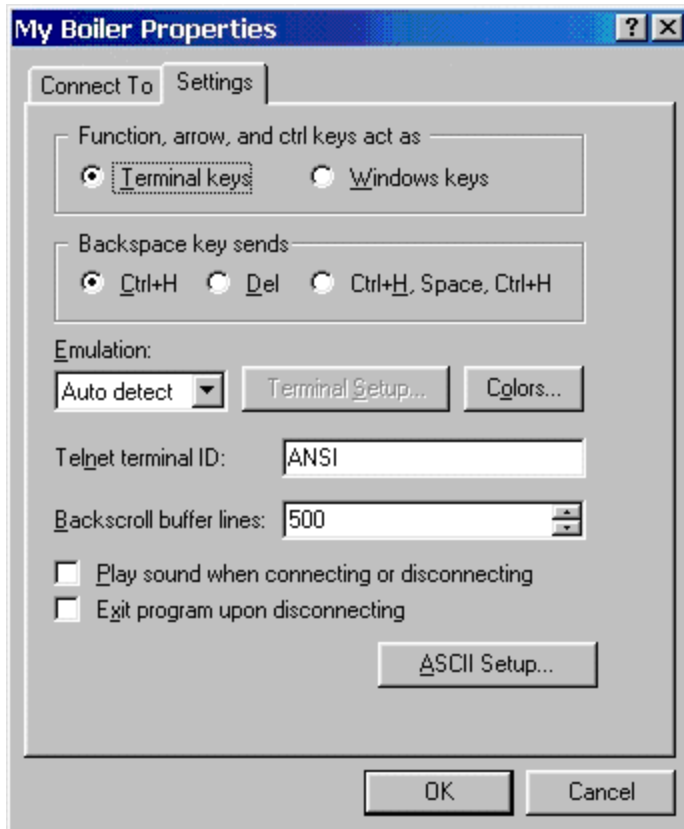 My Boiler Properties
Connect To Settings
Function, arrow, and ctrl keys act as
Terminal keys Windows keys
Backspace key sends
Ctrl+H Del Ctrl+H, Space, Ctrl+H
Emulation:
Auto detect Terminal Setup... Colors...
Telnet terminal ID: ANSI
Backscroll buffer lines: 500
Play sound when connecting or disconnecting
Exit program upon disconnecting
ASCII Setup...
OK Cancel